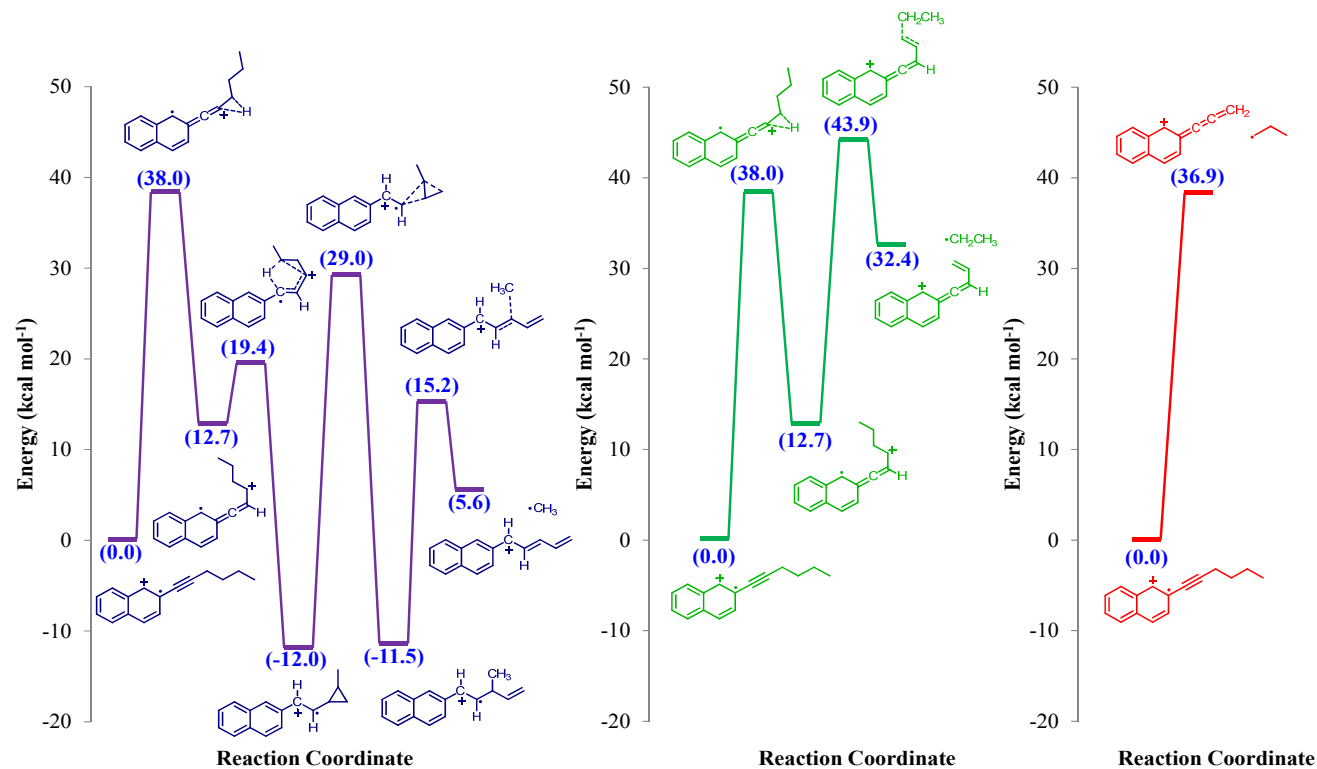 50
40
30
20
10
0
-10
-20
Energy (kcal mol-1)
Reaction Coordinate
(0.0)
(38.0)
(12.7)
(19.4)
(-12.0)
(29.0)
(-11.5)
(15.2)
(5.6)
C
+
H
C
+
H
+
H
+
H
H
C
+
H
H
C
+
H
H3C
H
C
+
H
·CH3
H
C
+
H
H
C
+
H
CH3
50
40
30
20
10
0
-10
-20
Energy (kcal mol-1)
(0.0)
(38.0)
(12.7)
(43.9)
(32.4)
C
+
H
CH2CH3
+
C
H
·CH2CH3
+
C
H
+
C
H
+
50
40
30
20
10
0
-10
-20
Energy (kcal mol-1)
Reaction Coordinate
(0.0)
(36.9)
+
C
C
CH2
+